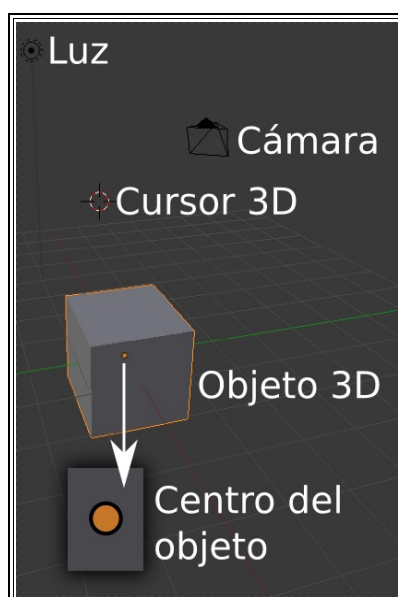 Luz
Cámara
Cursor 3D
Objeto 3D
Centro del
objeto